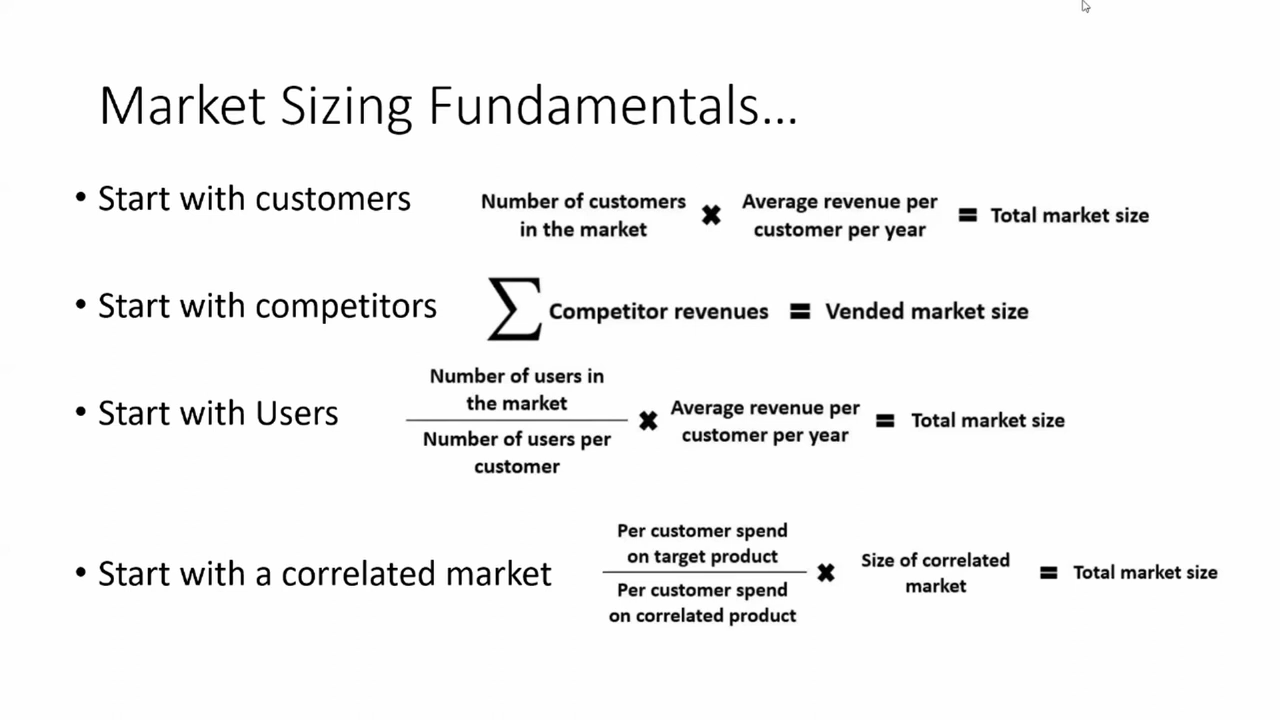 Market Sizing Fundamentals...
• Start with customers
Number of customers
in the market
✖
Average revenue per
customer per year
=
Total market size
• Start with competitors
∑ Competitor revenues = Vended market size
• Start with Users
Number of users in
the market
Number of users per
customer
✖
Average revenue per
customer per year
=
Total market size
• Start with a correlated market
Per customer spend
on target product
Per customer spend
on correlated product
✖
Size of correlated
market
=
Total market size